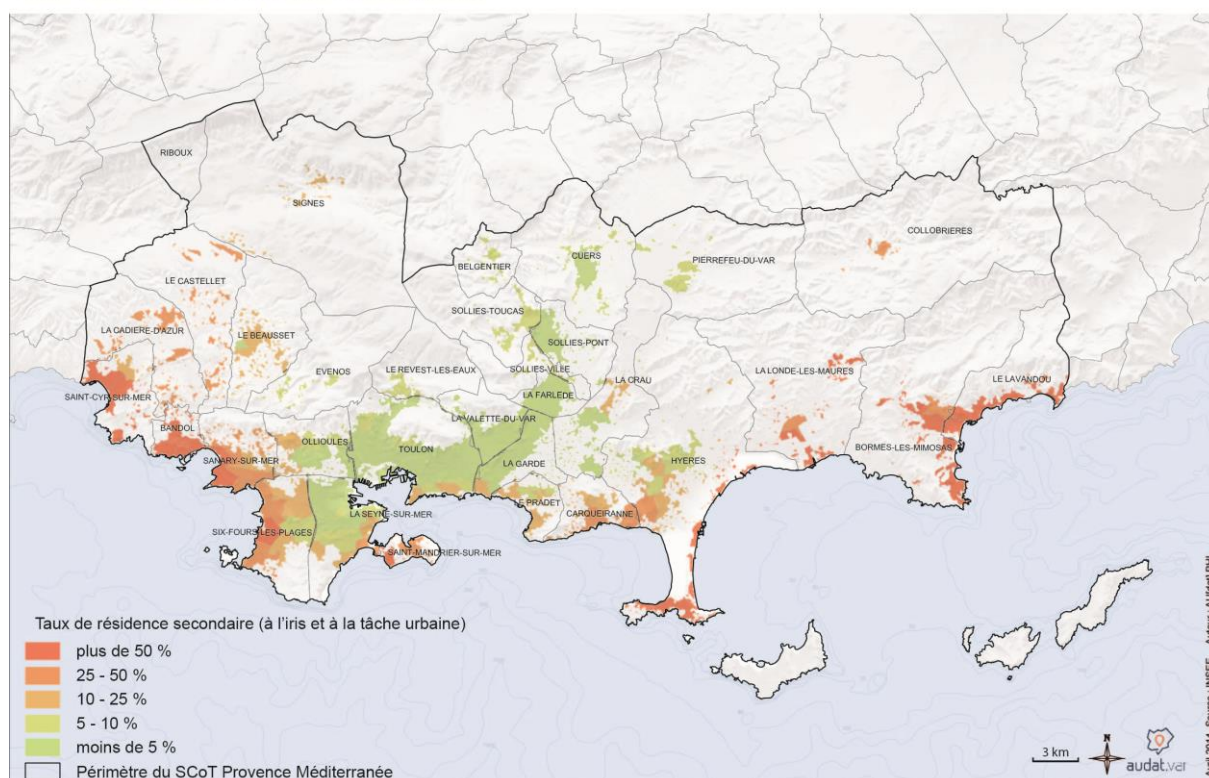 RIBOUX
SIGNES
COLLOBRIERES
CUERS
BELGENTIER
PIERREFEU-DU-VAR
LE CASTELLET
SOLLIES-TOUCAS
LA CADIERE-D'AZUR
LE BEAUSSET
SOLLIES-PONT
EVENOS
LE REVEST-LES-EAUX
SOLLIES-VILLE
LA CRAU
LA LONDE-LES-MAURES
LE LAVANDOU
SAINT-CYR-SUR-MER
LA FARLEDE
BANDOL
LA VALETTE-DU-VAR
OLLIOULES
TOULON
BORMES-LES-MIMOSAS
SANARY-SUR-MER
LA GARDE
HYERES
LE PRADET
CARQUEIRANNE
LA SEYNE-SUR-MER
SIX-FOURS-LES-PLAGES
SAINT-MANDRIER-SUR-MER
Taux de résidence secondaire (à l'iris et à la tâche urbaine)
plus de 50 %
25 - 50 %
10 - 25 %
5 - 10 %
moins de 5 %
Périmètre du SCoT Provence Méditerranée
3 km
N
audat.var